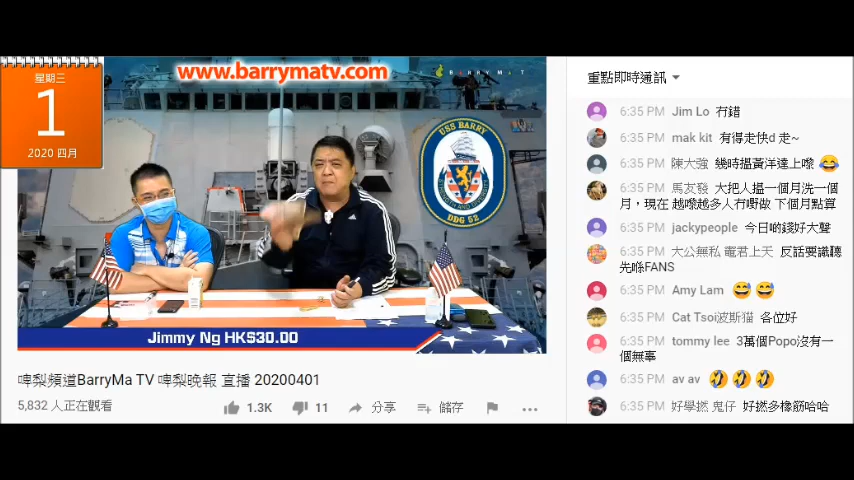 www.barrymatv.com
BARRYMATV
星期三
1
2020 四月
USS BARRY
DDG 52
Jimmy Ng HK$30.00
啤梨頻道BarryMa TV 啤梨晚報 直播 20200401
5,832 人正在觀看
1.3K
11
分享
儲存
重點即時通訊
6:35 PM Jim Lo 冇錯
6:35 PM mak kit 有得走快d 走~
6:35 PM 陳大強 幾時搵黃洋達上嚟 😂
6:35 PM 馬友發 大把人搵一個月洗一個
月，現在 越嚟越多人冇嘢做 下個月點算
6:35 PM jackypeople 今日啲錢好大聲
6:35 PM 大公無私 竈君上天 反話要識聽
先喺FANS
6:35 PM Amy Lam 😅😅
6:35 PM Cat Tsoi波斯貓 各位好
6:35 PM tommy lee 3萬個Popo沒有一
個無辜
6:35 PM av av 🤣🤣🤣
6:35 PM 好學撚 鬼仔 好撚多橡筋哈哈